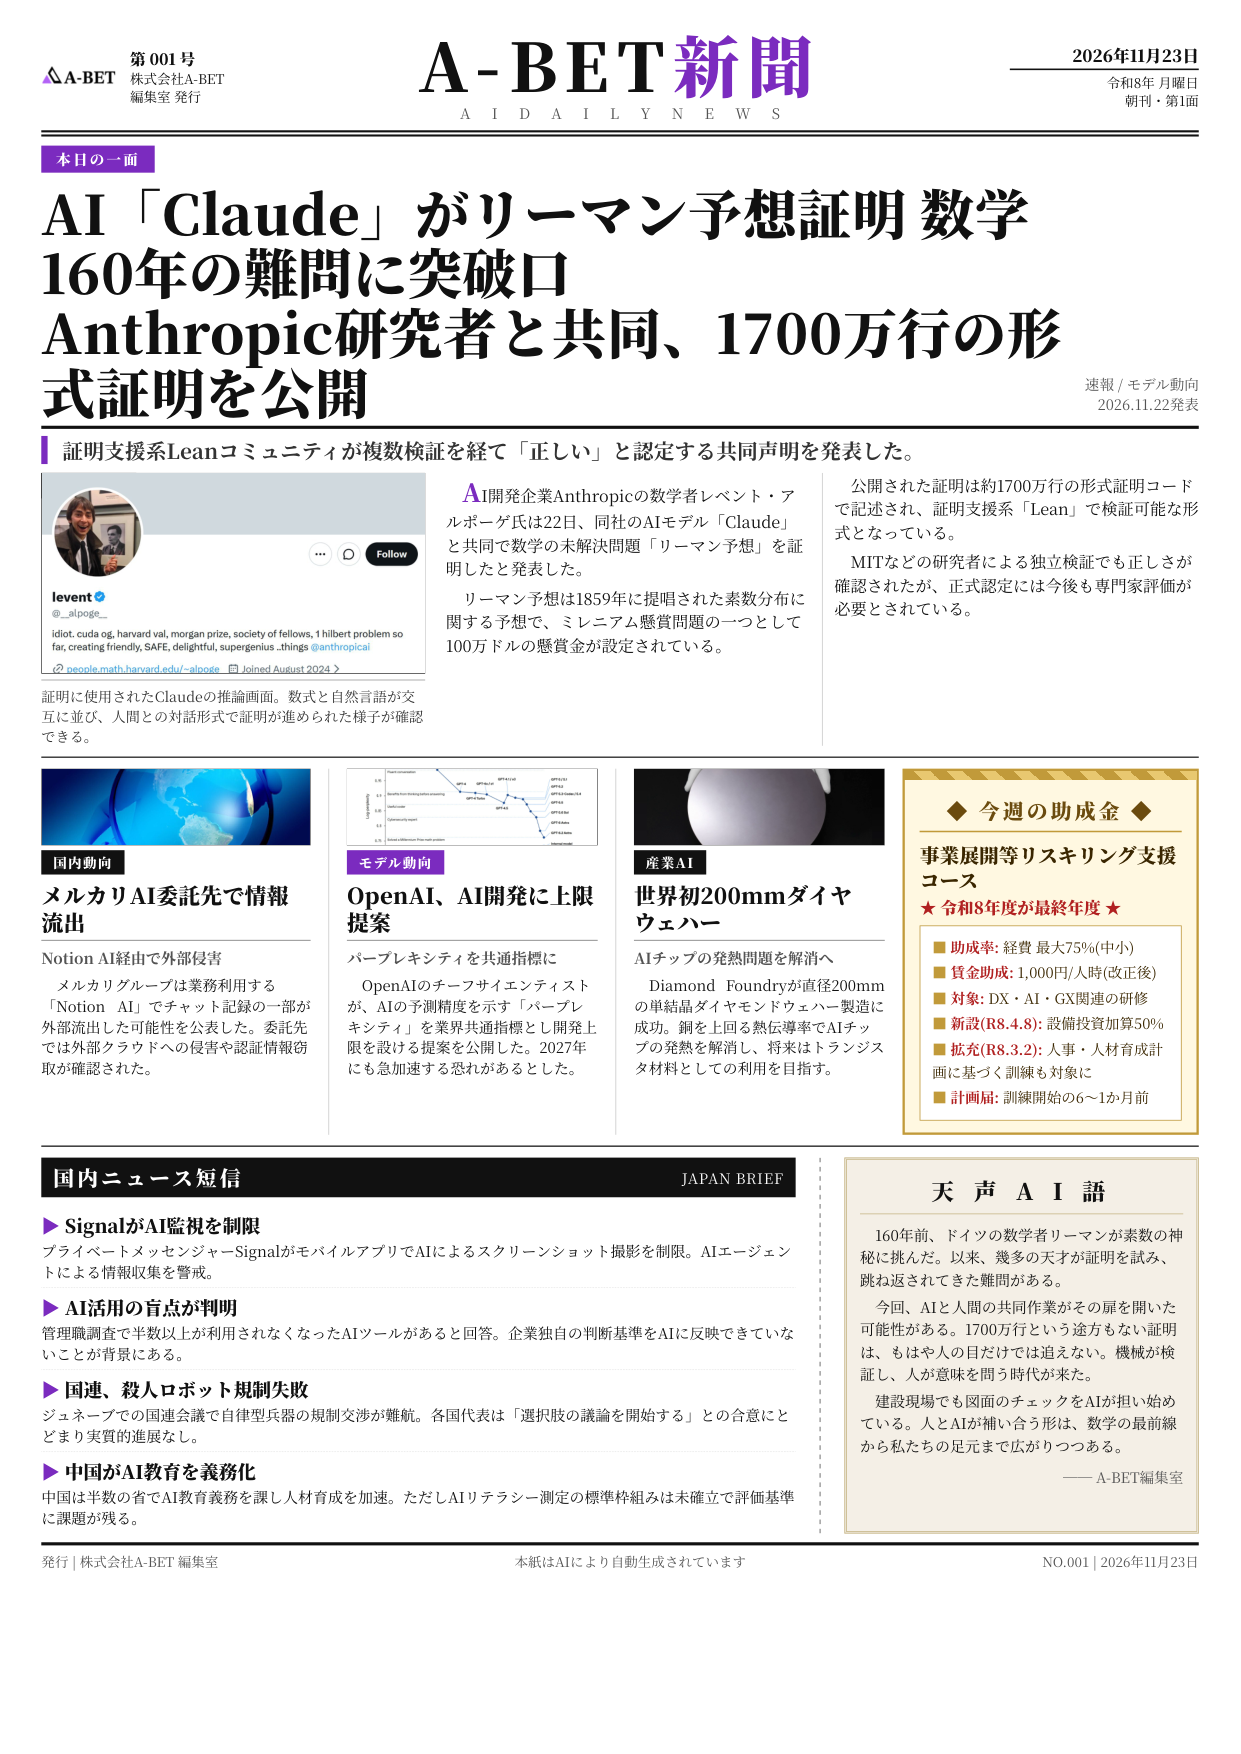 A-BET
第 001 号
株式会社A-BET
編集室 発行
A-BET新聞
A I D A I L Y N E W S
2026年11月23日
令和8年 月曜日
朝刊・第1面
本日の一面
AI「Claude」がリーマン予想証明 数学
160年の難問に突破口
Anthropic研究者と共同、1700万行の形
式証明を公開
速報 / モデル動向
2026.11.22発表
証明支援系Leanコミュニティが複数検証を経て「正しい」と認定する共同声明を発表した。
Follow
levent
@__alpoge_
idiot. cuda og, harvard val, morgan prize, society of fellows, 1 hilbert problem so
far, creating friendly, SAFE, delightful, supergenius ..things @anthropicai
people.math.harvard.edu/~alpoge Joined August 2024
証明に使用されたClaudeの推論画面。数式と自然言語が交
互に並び、人間との対話形式で証明が進められた様子が確認
できる。
AI開発企業Anthropicの数学者レベント・ア
ルポーゲ氏は22日、同社のAIモデル「Claude」
と共同で数学の未解決問題「リーマン予想」を証
明したと発表した。
リーマン予想は1859年に提唱された素数分布に
関する予想で、ミレニアム懸賞問題の一つとして
100万ドルの懸賞金が設定されている。
公開された証明は約1700万行の形式証明コード
で記述され、証明支援系「Lean」で検証可能な形
式となっている。
MITなどの研究者による独立検証でも正しさが
確認されたが、正式認定には今後も専門家評価が
必要とされている。
国内動向
メルカリAI委託先で情報
流出
Notion AI経由で外部侵害
メルカリグループは業務利用する
「Notion AI」でチャット記録の一部が
外部流出した可能性を公表した。委託先
では外部クラウドへの侵害や認証情報窃
取が確認された。
モデル動向
OpenAI、AI開発に上限
提案
パープレキシティを共通指標に
OpenAIのチーフサイエンティスト
が、AIの予測精度を示す「パープレ
キシティ」を業界共通指標とし開発上
限を設ける提案を公開した。2027年
にも急加速する恐れがあるとした。
産業AI
世界初200mmダイヤ
ウェハー
AIチップの発熱問題を解消へ
Diamond Foundryが直径200mm
の単結晶ダイヤモンドウェハー製造に
成功。銅を上回る熱伝導率でAIチッ
プの発熱を解消し、将来はトランジス
タ材料としての利用を目指す。
◆ 今週の助成金 ◆
事業展開等リスキリング支援
コース
★ 令和8年度が最終年度 ★
■ 助成率: 経費 最大75%(中小)
■ 賃金助成: 1,000円/人時(改正後)
■ 対象: DX・AI・GX関連の研修
■ 新設(R8.4.8): 設備投資加算50%
■ 拡充(R8.3.2): 人事・人材育成計
画に基づく訓練も対象に
■ 計画届: 訓練開始の6〜1か月前
国内ニュース短信
JAPAN BRIEF
▶ SignalがAI監視を制限
プライベートメッセンジャーSignalがモバイルアプリでAIによるスクリーンショット撮影を制限。AIエージェン
トによる情報収集を警戒。
▶ AI活用の盲点が判明
管理職調査で半数以上が利用されなくなったAIツールがあると回答。企業独自の判断基準をAIに反映できていな
いことが背景にある。
▶ 国連、殺人ロボット規制失敗
ジュネーブでの国連会議で自律型兵器の規制交渉が難航。各国代表は「選択肢の議論を開始する」との合意にと
どまり実質的進展なし。
▶ 中国がAI教育を義務化
中国は半数の省でAI教育義務を課し人材育成を加速。ただしAIリテラシー測定の標準枠組みは未確立で評価基準
に課題が残る。
天声AI語
160年前、ドイツの数学者リーマンが素数の神
秘に挑んだ。以来、幾多の天才が証明を試み、
跳ね返されてきた難問がある。
今回、AIと人間の共同作業がその扉を開いた
可能性がある。1700万行という途方もない証明
は、もはや人の目だけでは追えない。機械が検
証し、人が意味を問う時代が来た。
建設現場でも図面のチェックをAIが担い始め
ている。人とAIが補い合う形は、数学の最前線
から私たちの足元まで広がりつつある。
—— A-BET編集室
発行 | 株式会社A-BET 編集室
本紙はAIにより自動生成されています
NO.001 | 2026年11月23日